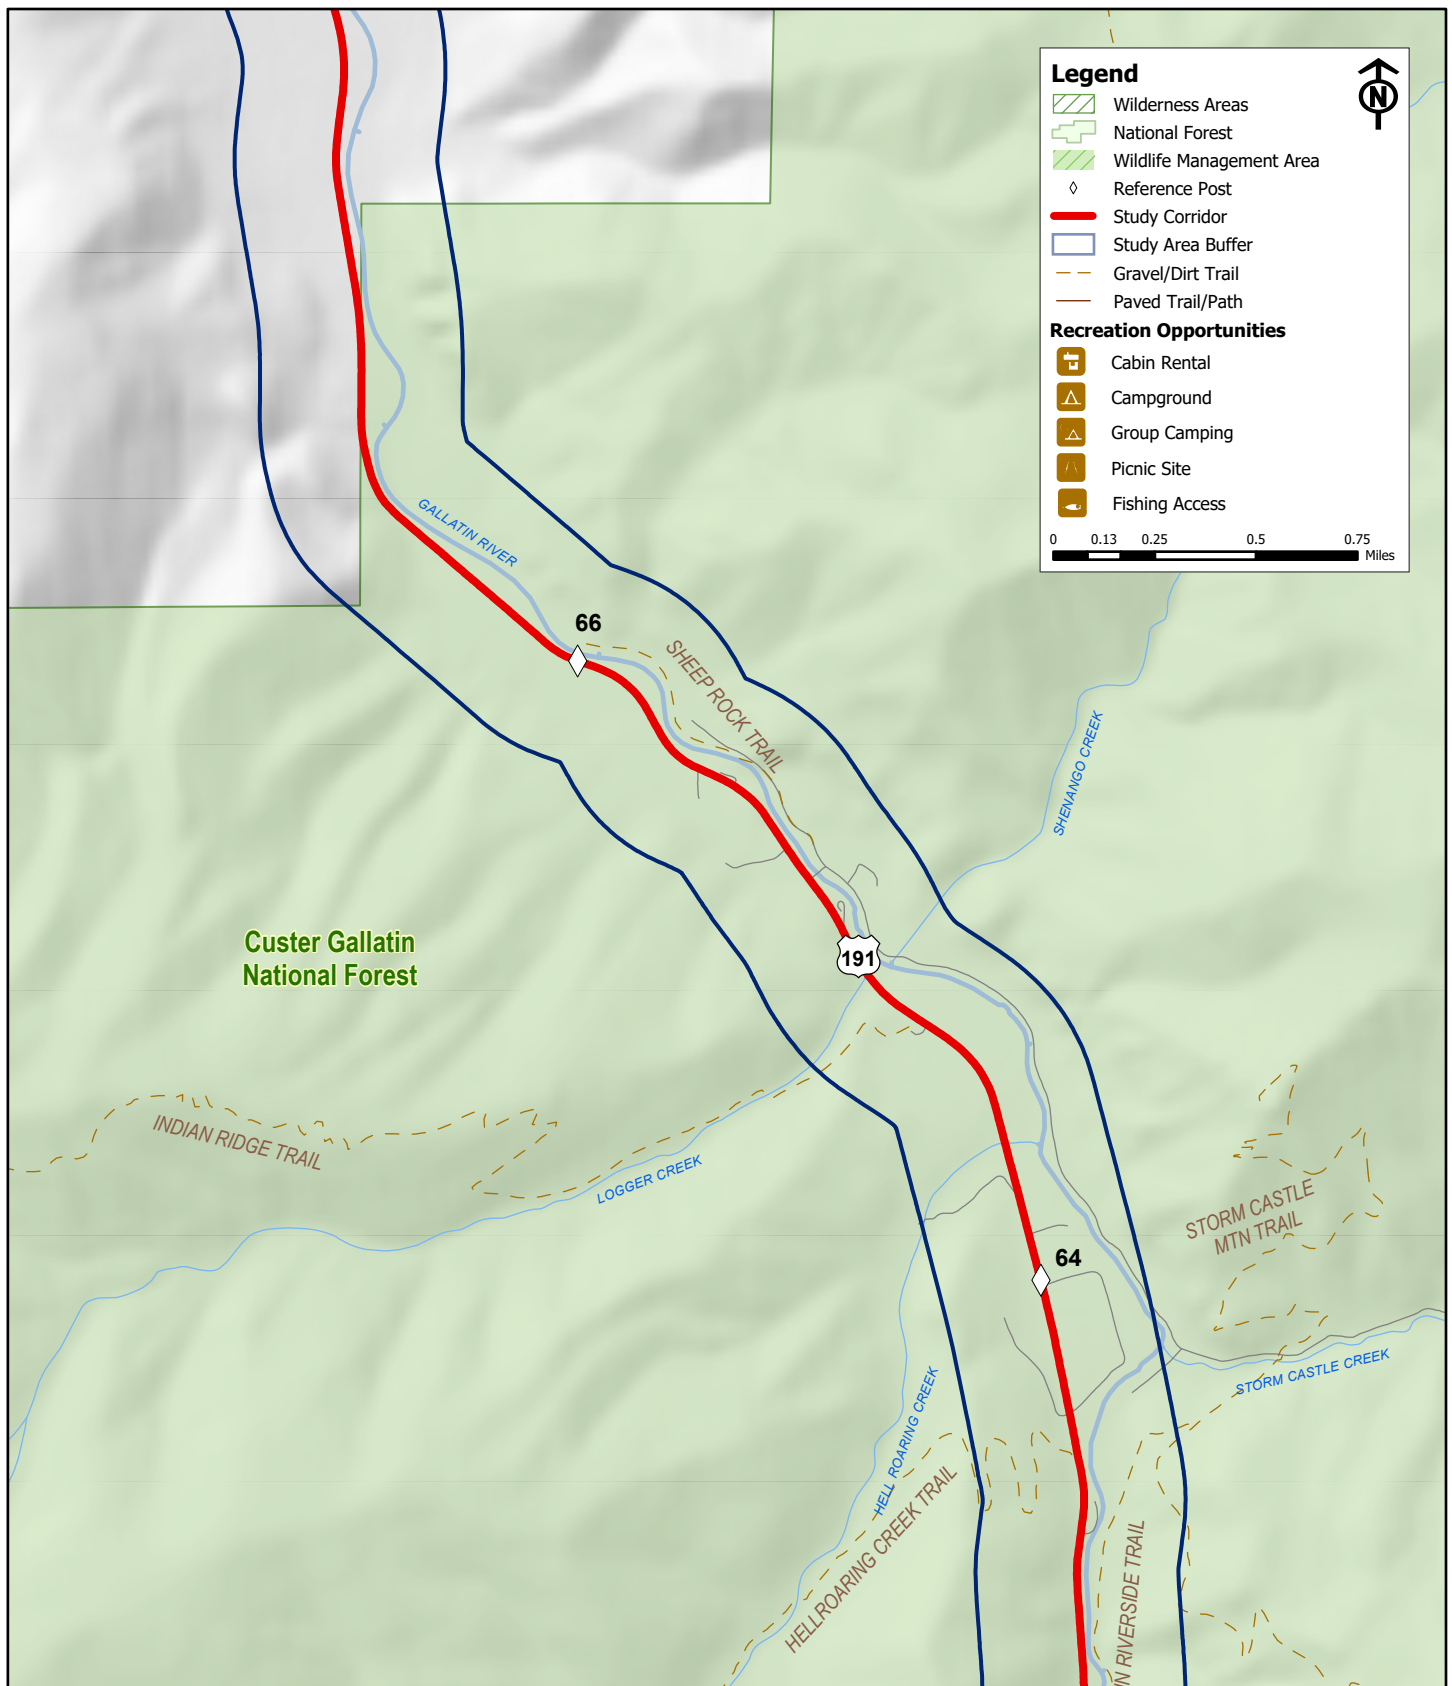 Legend
N
Wilderness Areas
National Forest
Wildlife Management Area
Reference Post
Study Corridor
Study Area Buffer
Gravel/Dirt Trail
Paved Trail/Path
Recreation Opportunities
Cabin Rental
Campground
Group Camping
Picnic Site
Fishing Access
0 0.13 0.25 0.5 0.75
Miles
GALLATIN RIVER
66
SHEEP ROCK TRAIL
SHENANGO CREEK
Custer Gallatin
National Forest
191
INDIAN RIDGE TRAIL
LOGGER CREEK
STORM CASTLE
MTN TRAIL
64
STORM CASTLE CREEK
HELL ROARING CREEK
HELLROARING CREEK TRAIL
N RIVERSIDE TRAIL